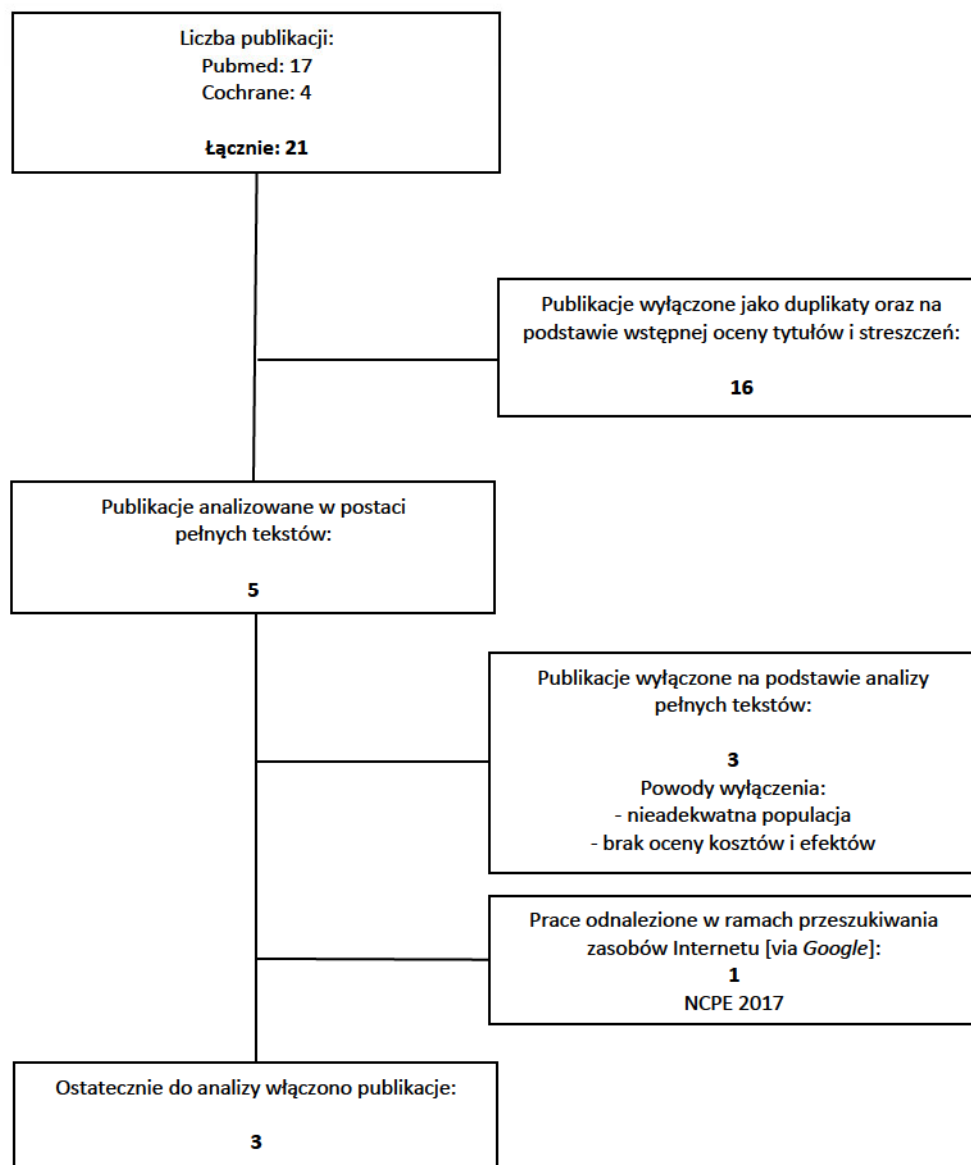 Liczba publikacji:
Pubmed: 17
Cochrane: 4
Łącznie: 21
Publikacje wyłączone jako duplikaty oraz na
podstawie wstępnej oceny tytułów i streszczeń:
16
Publikacje analizowane w postaci
pełnych tekstów:
5
Publikacje wyłączone na podstawie analizy
pełnych tekstów:
3
Powody wyłączenia:
- nieadekwatna populacja
- brak oceny kosztów i efektów
Prace odnalezione w ramach przeszukiwania
zasobów Internetu [via Google]:
1
NCPE 2017
Ostatecznie do analizy włączono publikacje:
3